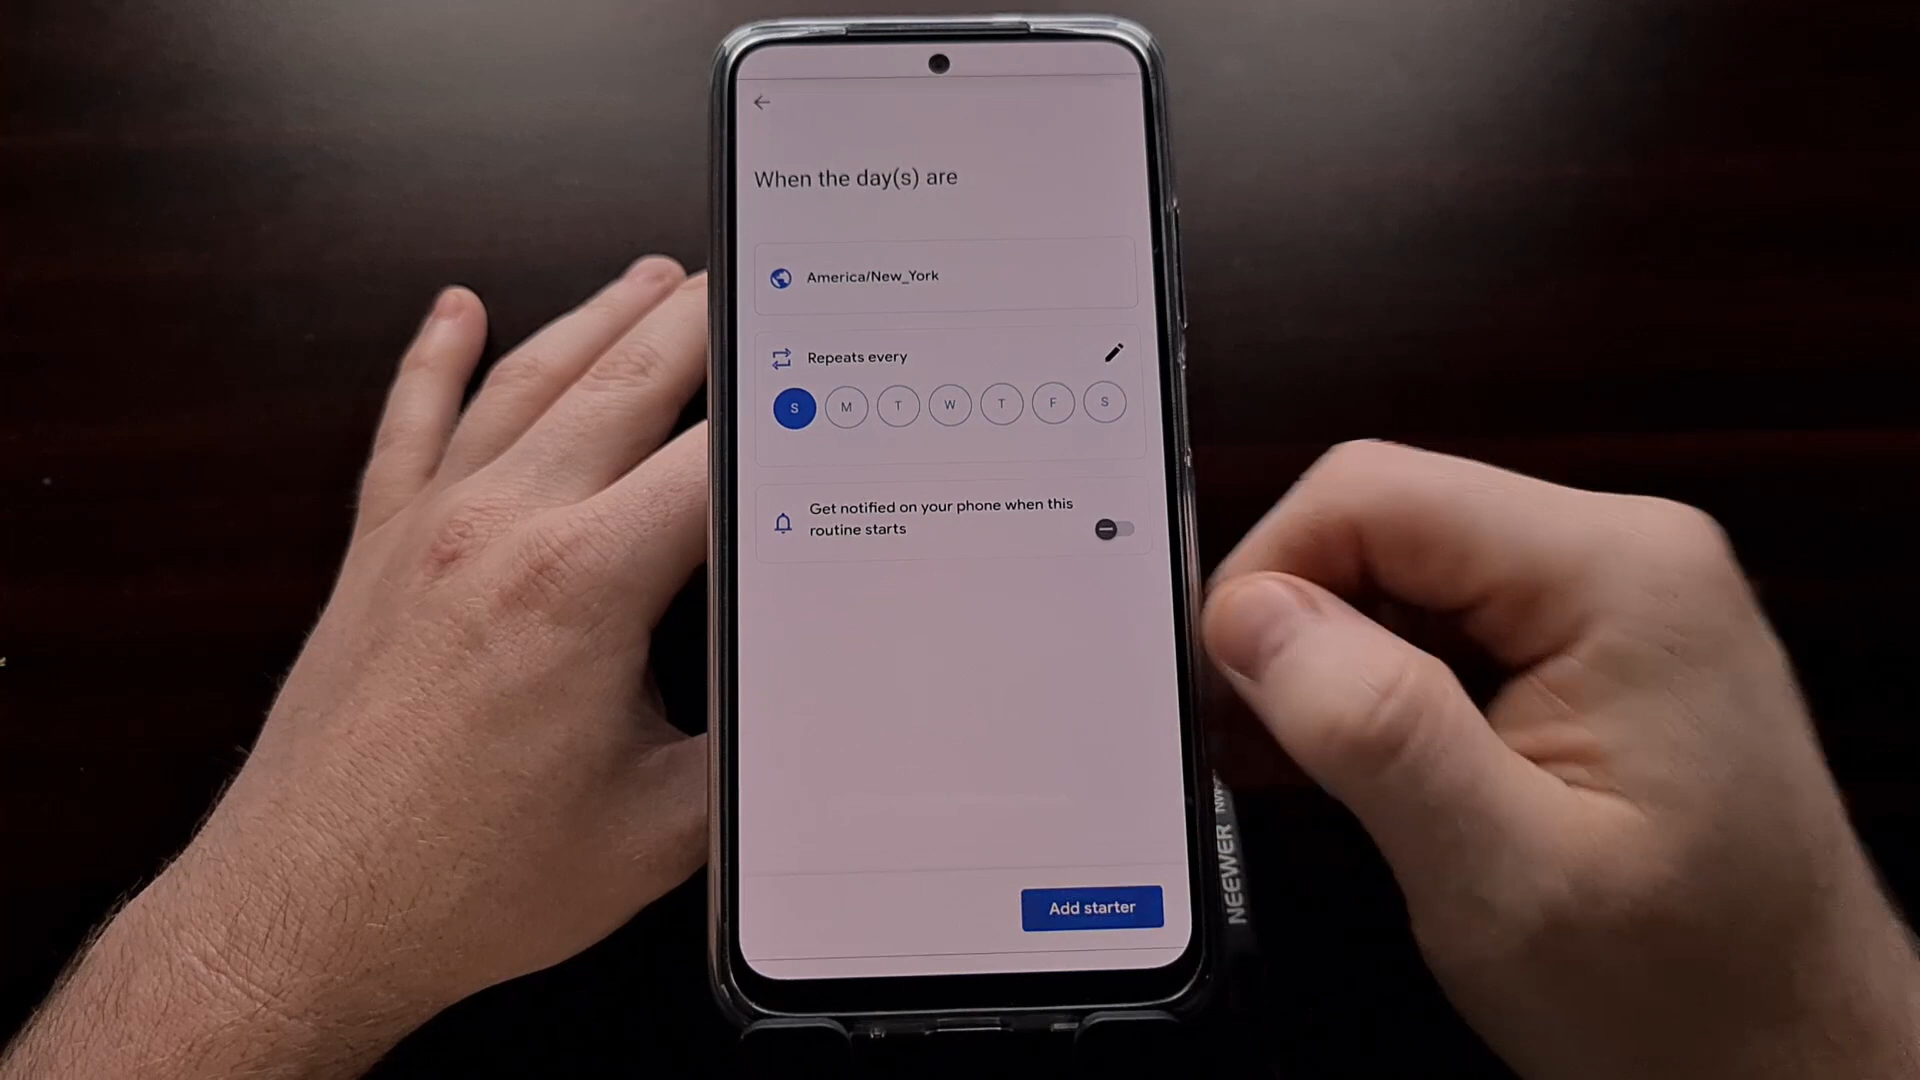 When the day(s) are
America/New_York
Repeats every
S M T W T F S
Get notified on your phone when this
routine starts
Add starter
NEEWER NW